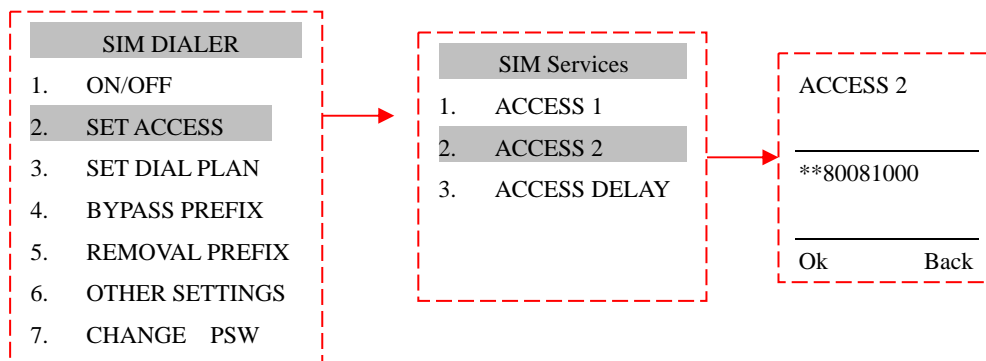 SIM DIALER
1. ON/OFF
2. SET ACCESS
3. SET DIAL PLAN
4. BYPASS PREFIX
5. REMOVAL PREFIX
6. OTHER SETTINGS
7. CHANGE PSW
SIM Services
1. ACCESS 1
2. ACCESS 2
3. ACCESS DELAY
ACCESS 2
**80081000
Ok Back